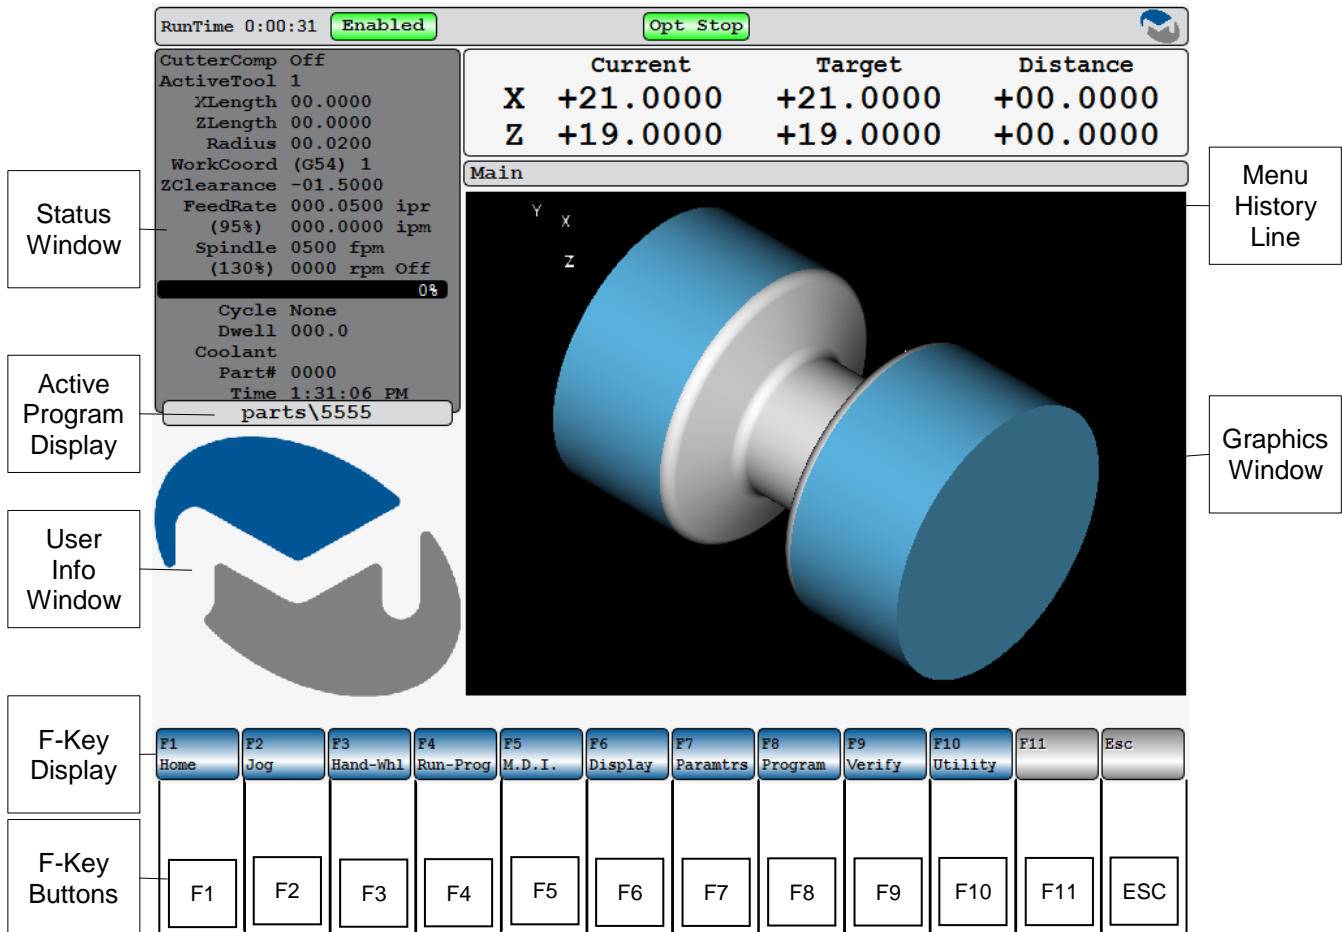 RunTime 0:00:31 Enabled Opt Stop
CutterComp Off
ActiveTool 1
XLength 00.0000
ZLength 00.0000
Radius 00.0200
WorkCoord (G54) 1
ZClearance -01.5000
FeedRate 000.0500 ipr
(95%) 000.0000 ipm
Spindle 0500 fpm
(130%) 0000 rpm Off
0%
Cycle None
Dwell 000.0
Coolant
Part# 0000
Time 1:31:06 PM
parts\5555
Current Target Distance
X +21.0000 +21.0000 +00.0000
Z +19.0000 +19.0000 +00.0000
Main
Y
X
Z
Status
Window
Active
Program
Display
User
Info
Window
F-Key
Display
F-Key
Buttons
Menu
History
Line
Graphics
Window
F1 F2 F3 F4 F5 F6 F7 F8 F9 F10 F11 Esc
Home Jog Hand-Whl Run-Prog M.D.I. Display Paramtrs Program Verify Utility
F1 F2 F3 F4 F5 F6 F7 F8 F9 F10 F11 ESC